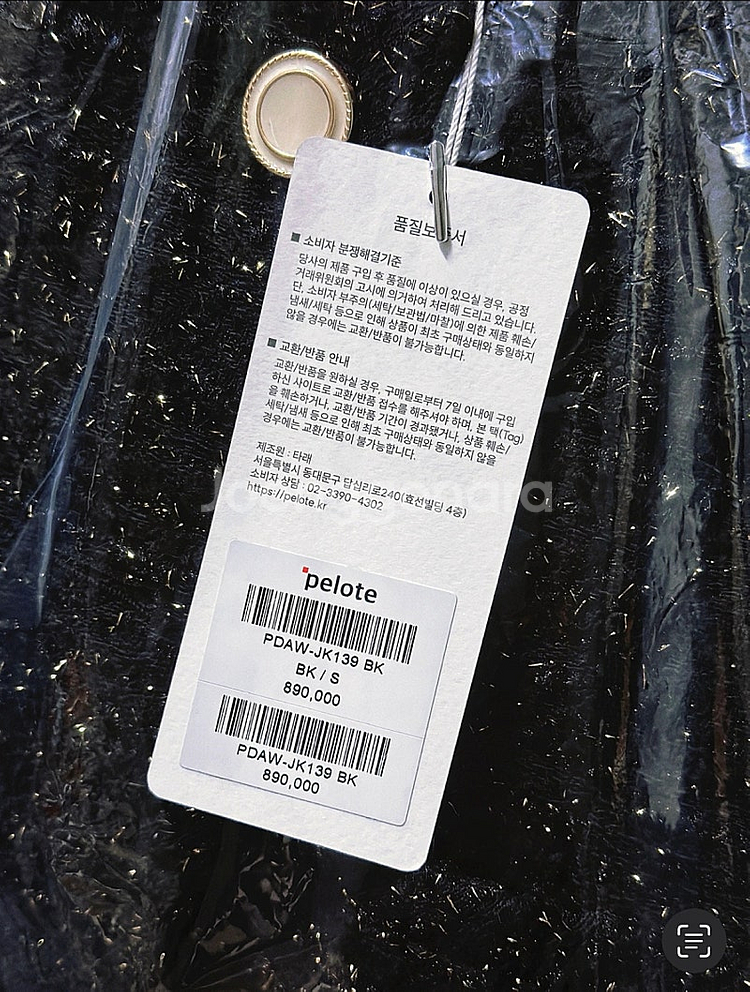 품질보증서
■ 소비자 분쟁해결기준
당사의 제품 구입 후 품질에 이상이 있으실 경우, 공정
거래위원회의 고시에 의거하여 처리해 드리고 있습니다.
단, 소비자 부주의(세탁/보관법/마찰)에 의한 제품 훼손/
냄새/세탁 등으로 인해 상품이 최초 구매상태와 동일하지
않을 경우에는 교환/반품이 불가능합니다.
■ 교환/반품 안내
교환/반품을 원하실 경우, 구매일로부터 7일 이내에 구입
하신 사이트로 교환/반품 접수를 해주셔야 하며, 본 택(Tag)
을 훼손하거나, 교환/반품 기간이 경과됐거나, 상품 훼손/
세탁/냄새 등으로 인해 최초 구매상태와 동일하지 않을
경우에는 교환/반품이 불가능합니다.
제조원 : 타래
서울특별시 동대문구 답십리로240(효선빌딩 4층)
소비자 상담 : 02-3390-4302
https://pelote.kr
pelote
PDAW-JK139 BK
BK / S
890,000
PDAW-JK139 BK
890,000